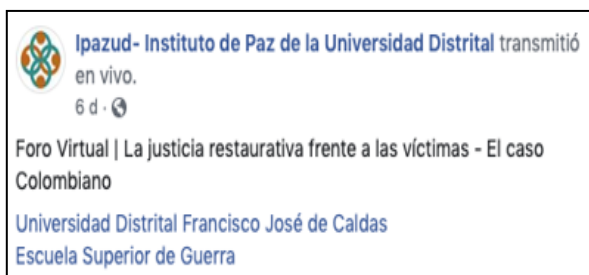 Ipazud- Instituto de Paz de la Universidad Distrital transmitió
en vivo.
6 d ·
Foro Virtual | La justicia restaurativa frente a las víctimas - El caso
Colombiano
Universidad Distrital Francisco José de Caldas
Escuela Superior de Guerra